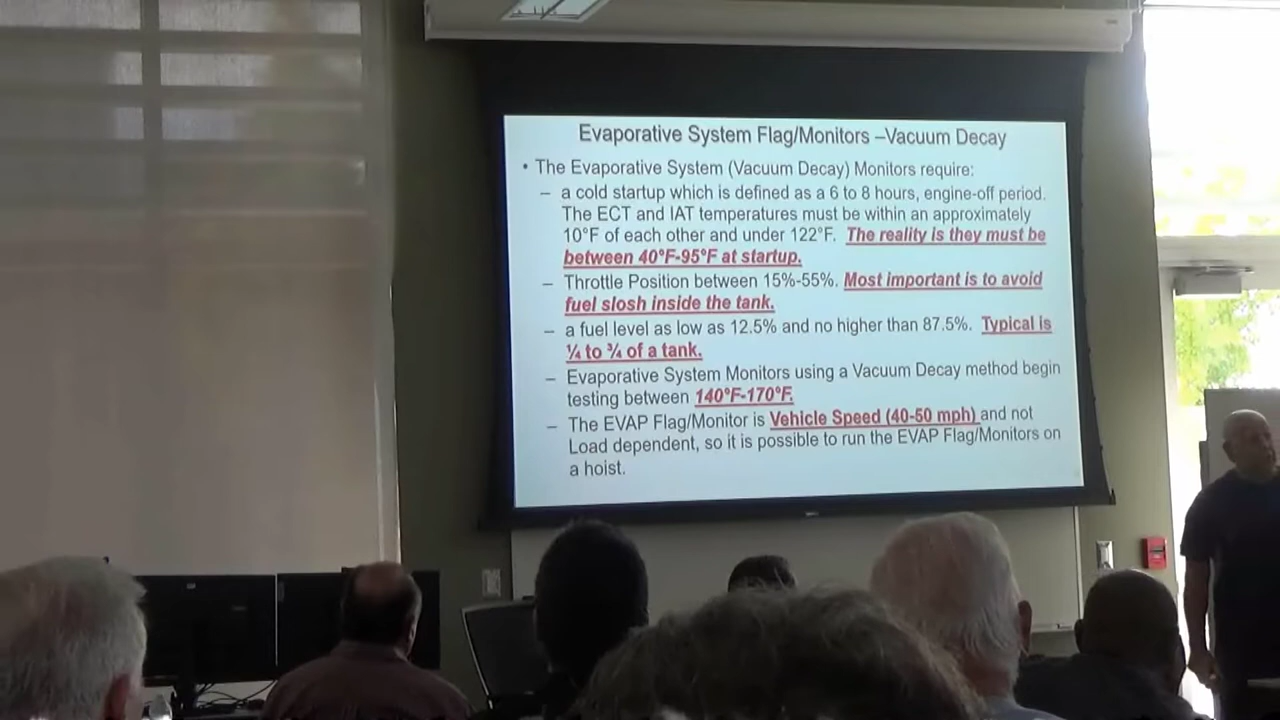 Evaporative System Flag/Monitors –Vacuum Decay
• The Evaporative System (Vacuum Decay) Monitors require:
– a cold startup which is defined as a 6 to 8 hours, engine-off period.
The ECT and IAT temperatures must be within an approximately
10°F of each other and under 122°F. The reality is they must be
between 40°F-95°F at startup.
– Throttle Position between 15%-55%. Most important is to avoid
fuel slosh inside the tank.
– a fuel level as low as 12.5% and no higher than 87.5%. Typical is
¼ to ¾ of a tank.
– Evaporative System Monitors using a Vacuum Decay method begin
testing between 140°F-170°F.
– The EVAP Flag/Monitor is Vehicle Speed (40-50 mph) and not
Load dependent, so it is possible to run the EVAP Flag/Monitors on
a hoist.